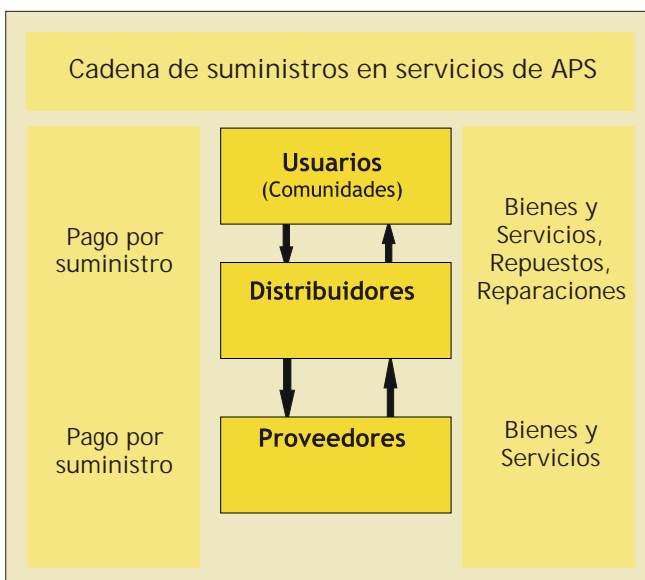 Cadena de suministros en servicios de APS
Usuarios
(Comunidades)
Pago por
suministro
Bienes y
Servicios,
Repuestos,
Reparaciones
Distribuidores
Pago por
suministro
Proveedores
Bienes y
Servicios